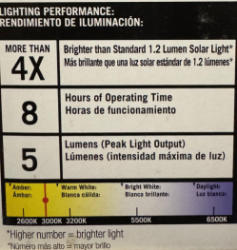 LIGHTING PERFORMANCE:
RENDIMIENTO DE ILUMINACIÓN:
MORE THAN
4X
Brighter than Standard 1.2 Lumen Solar Light*
Más brillante que una luz solar estándar de 1.2 lúmenes*
8
Hours of Operating Time
Horas de funcionamiento
5
Lumens (Peak Light Output)
Lúmenes (intensidad máxima de luz)
Amber:
Ámbar:
Warm White:
Blanca cálida:
Bright White:
Blanca brillante:
Daylight:
Luz blanca:
2600K 3000K 3200K 5500K 6500K
*Higher number = brighter light
*Número más alto = mayor brillo